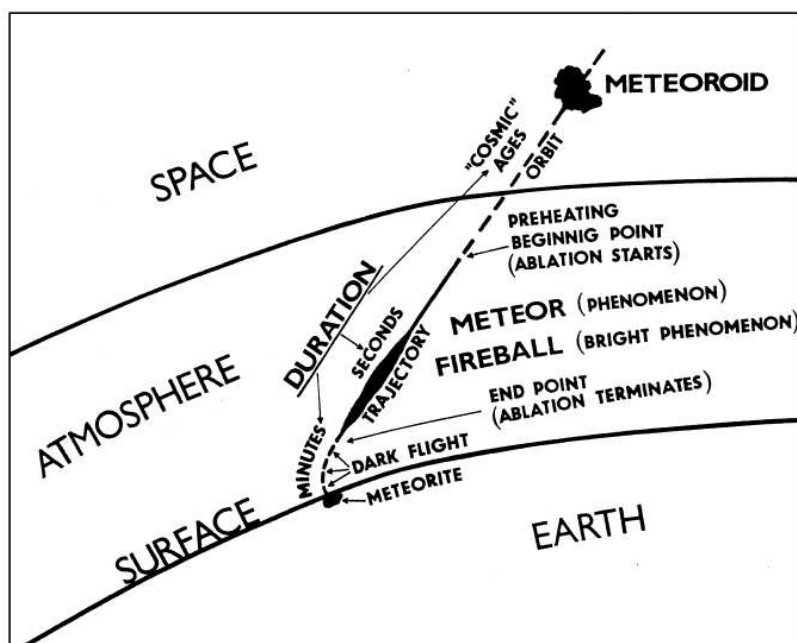 METEOROID
"COSMIC"
AGES
ORBIT
SPACE
PREHEATING
BEGINNIG POINT
(ABLATION STARTS)
DURATION
SECONDS
METEOR (PHENOMENON)
FIREBALL (BRIGHT PHENOMENON)
TRAJECTORY
ATMOSPHERE
END POINT
(ABLATION TERMINATES)
MINUTES
DARK FLIGHT
METEORITE
SURFACE
EARTH